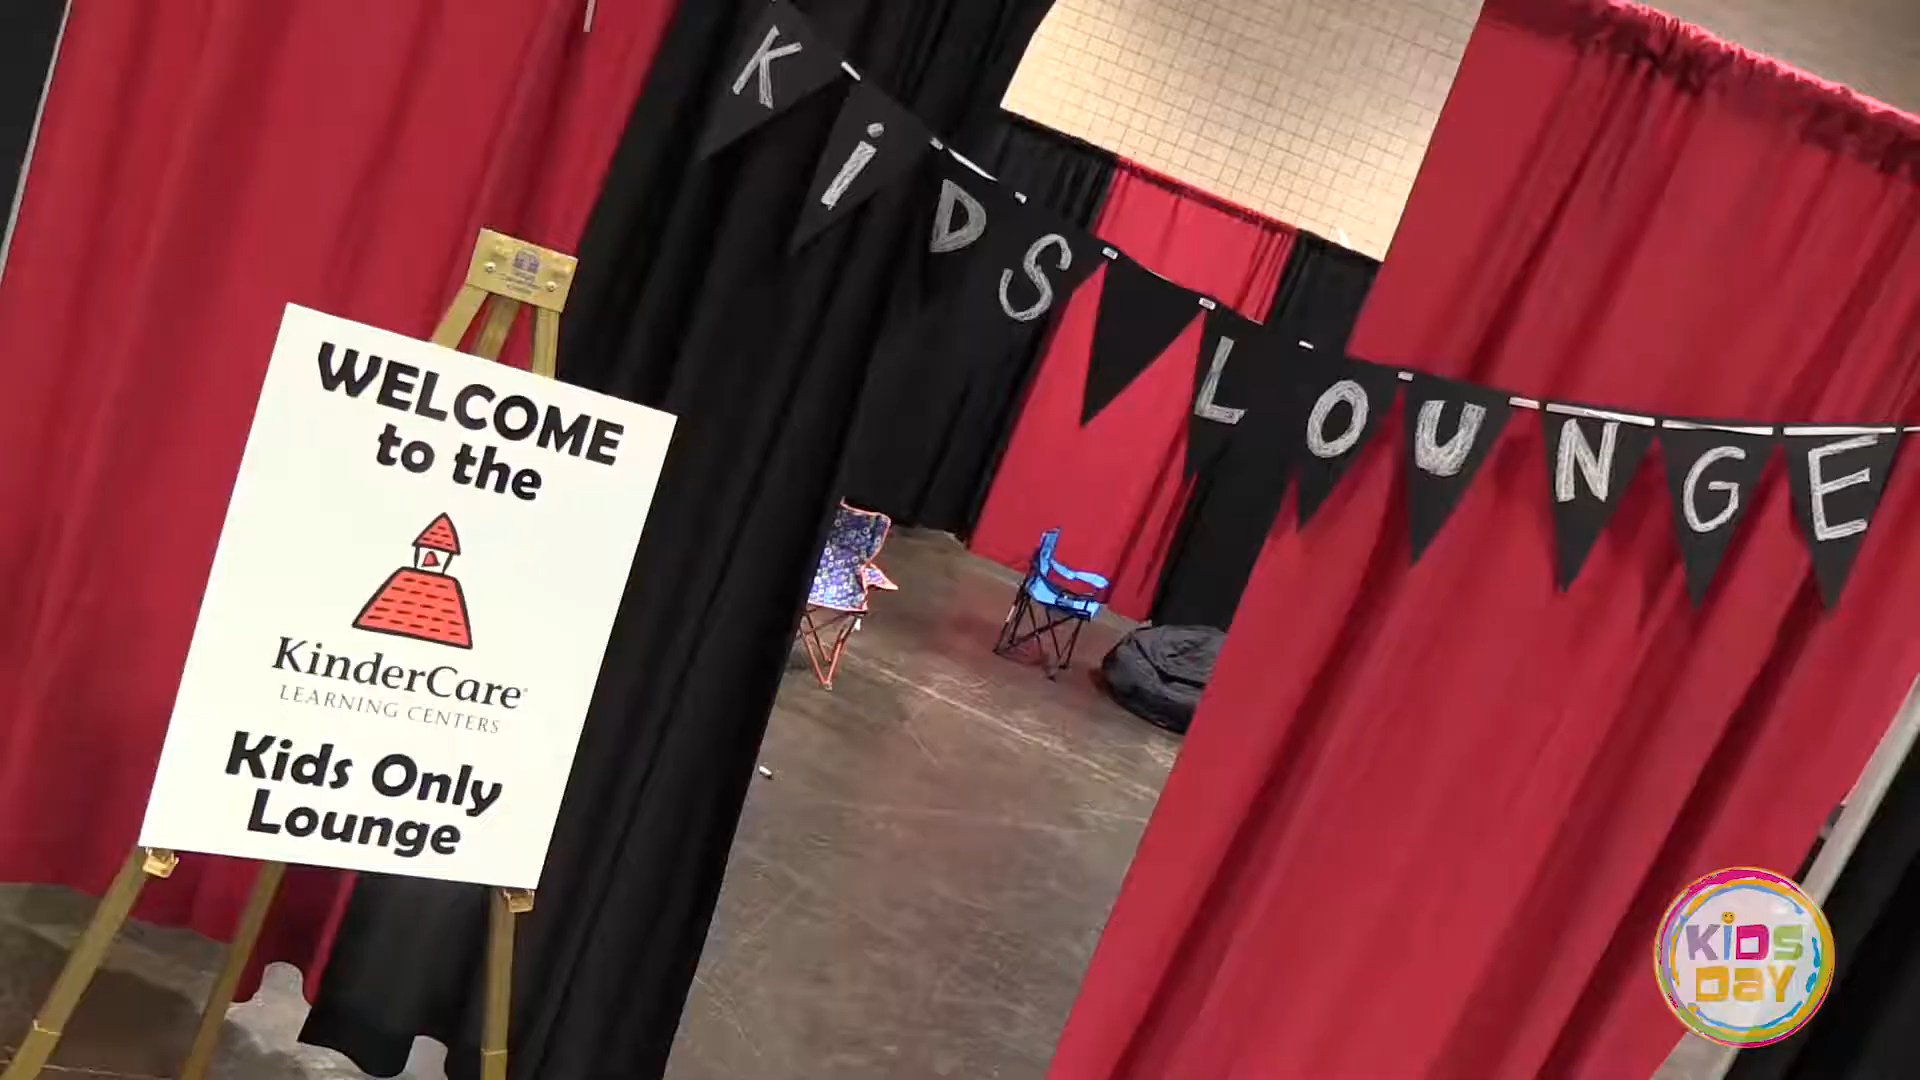 KiDS LOUNGE
WELCOME
to the
KinderCare
LEARNING CENTERS
Kids Only
Lounge
KiDS
Day